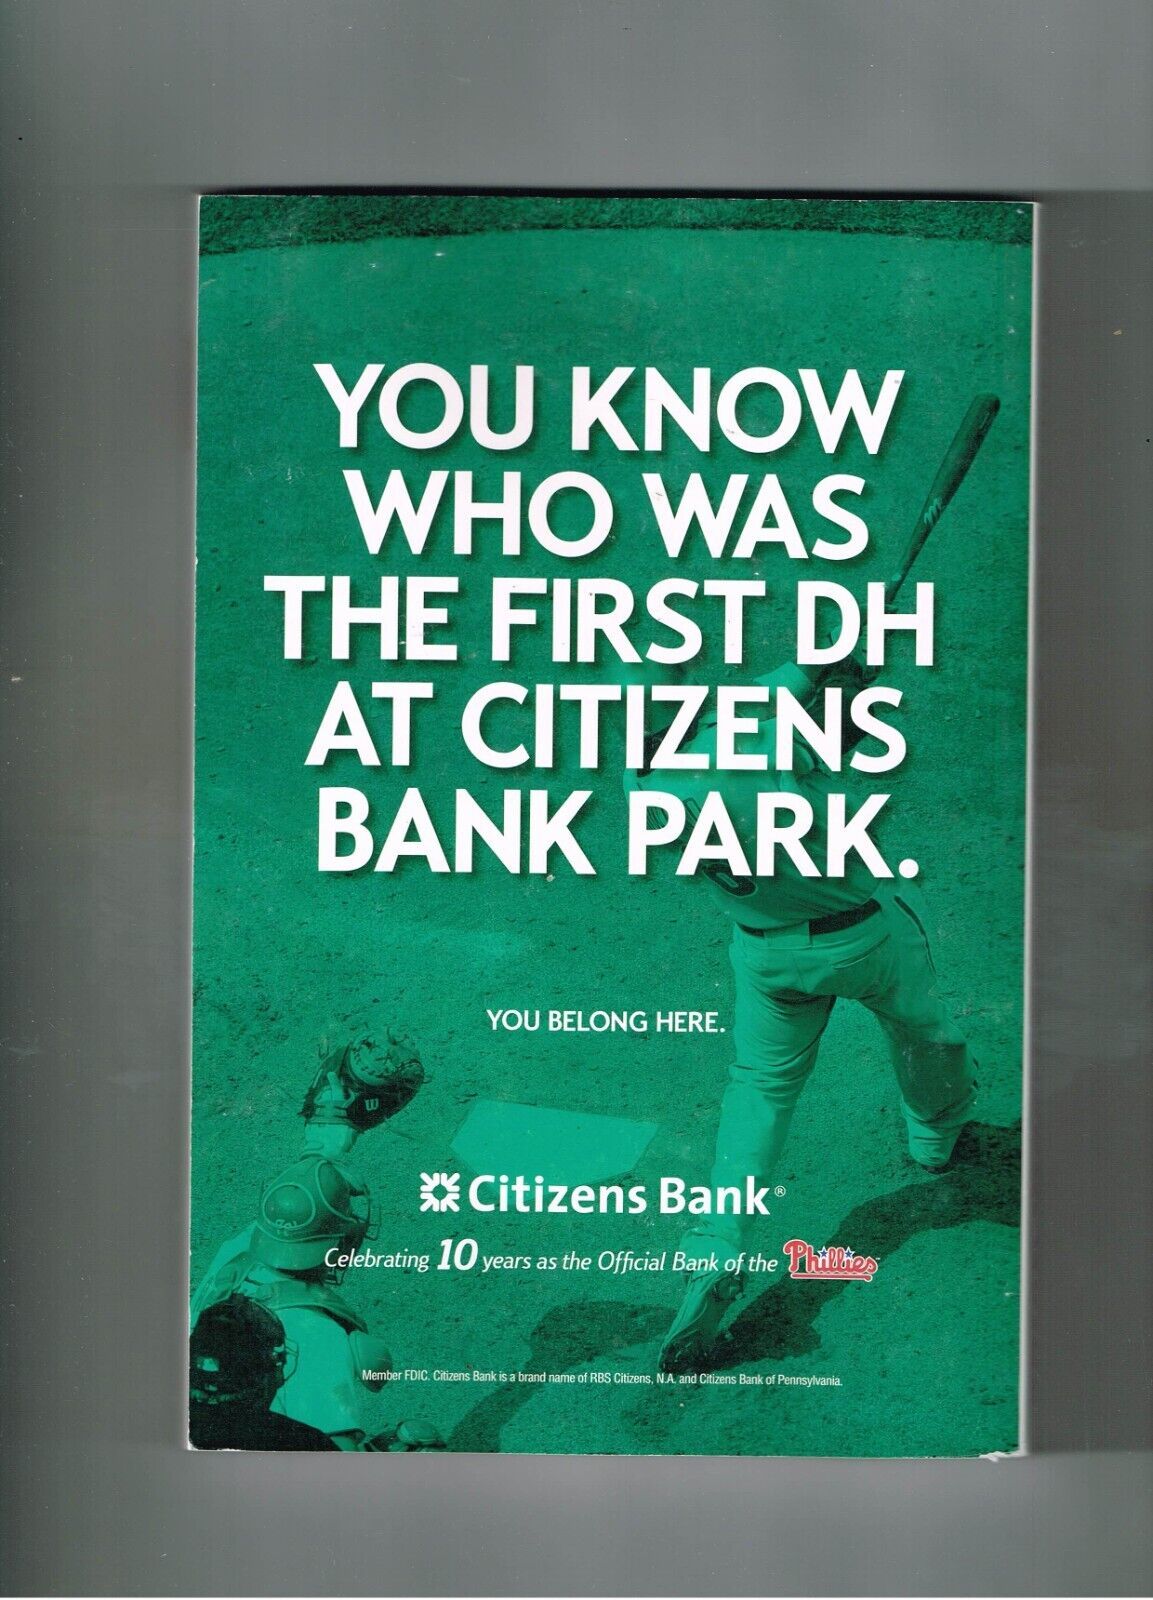 YOU KNOW
WHO WAS
THE FIRST DH
AT CITIZENS
BANK PARK.
YOU BELONG HERE.
Citizens Bank®
Celebrating 10 years as the Official Bank of the Phillies
Member FDIC. Citizens Bank is a brand name of RBS Citizens, N.A. and Citizens Bank of Pennsylvania.